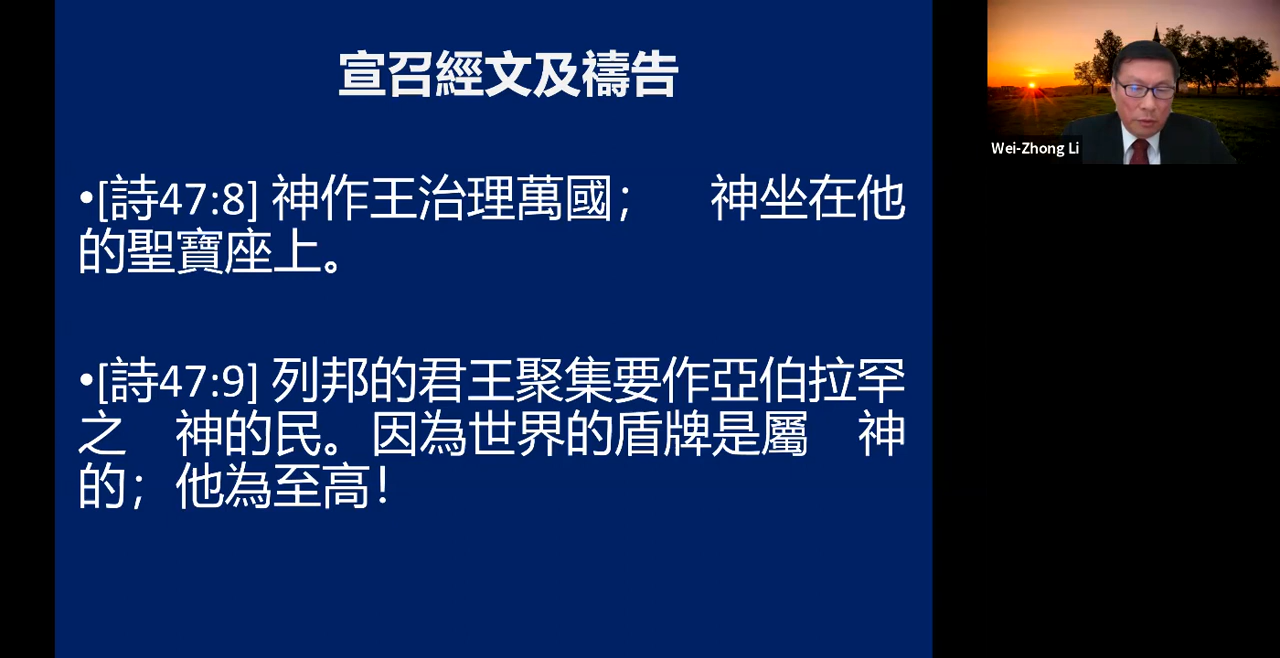 宣召經文及禱告
•[詩47:8] 神作王治理萬國；　神坐在他
的聖寶座上。
•[詩47:9] 列邦的君王聚集要作亞伯拉罕
之　神的民。因為世界的盾牌是屬　神
的；他為至高！
Wei-Zhong Li